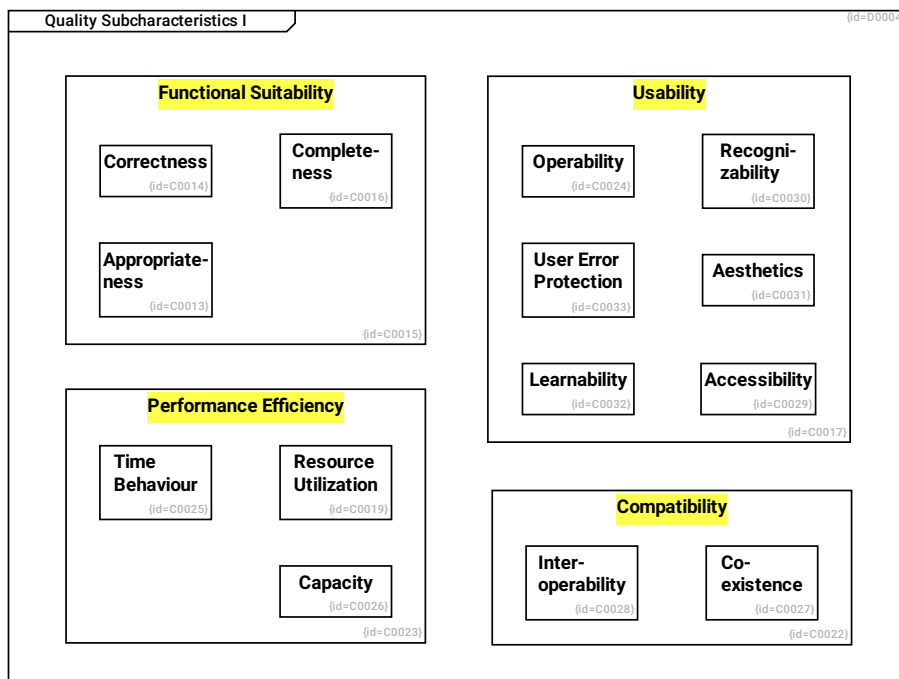 Quality Subcharacteristics I
{id=D0004
Functional Suitability
Correctness
{id=C0014}
Complete-
ness
{id=C0016}
Appropriate-
ness
{id=C0013}
{id=C0015}
Usability
Operability
{id=C0024}
Recogni-
zability
{id=C0030}
User Error
Protection
{id=C0033}
Aesthetics
{id=C0031}
Learnability
{id=C0032}
Accessibility
{id=C0029}
{id=C0017}
Performance Efficiency
Time
Behaviour
{id=C0025}
Resource
Utilization
{id=C0019}
Capacity
{id=C0026}
{id=C0023}
Compatibility
Inter-
operability
{id=C0028}
Co-
existence
{id=C0027}
{id=C0022}